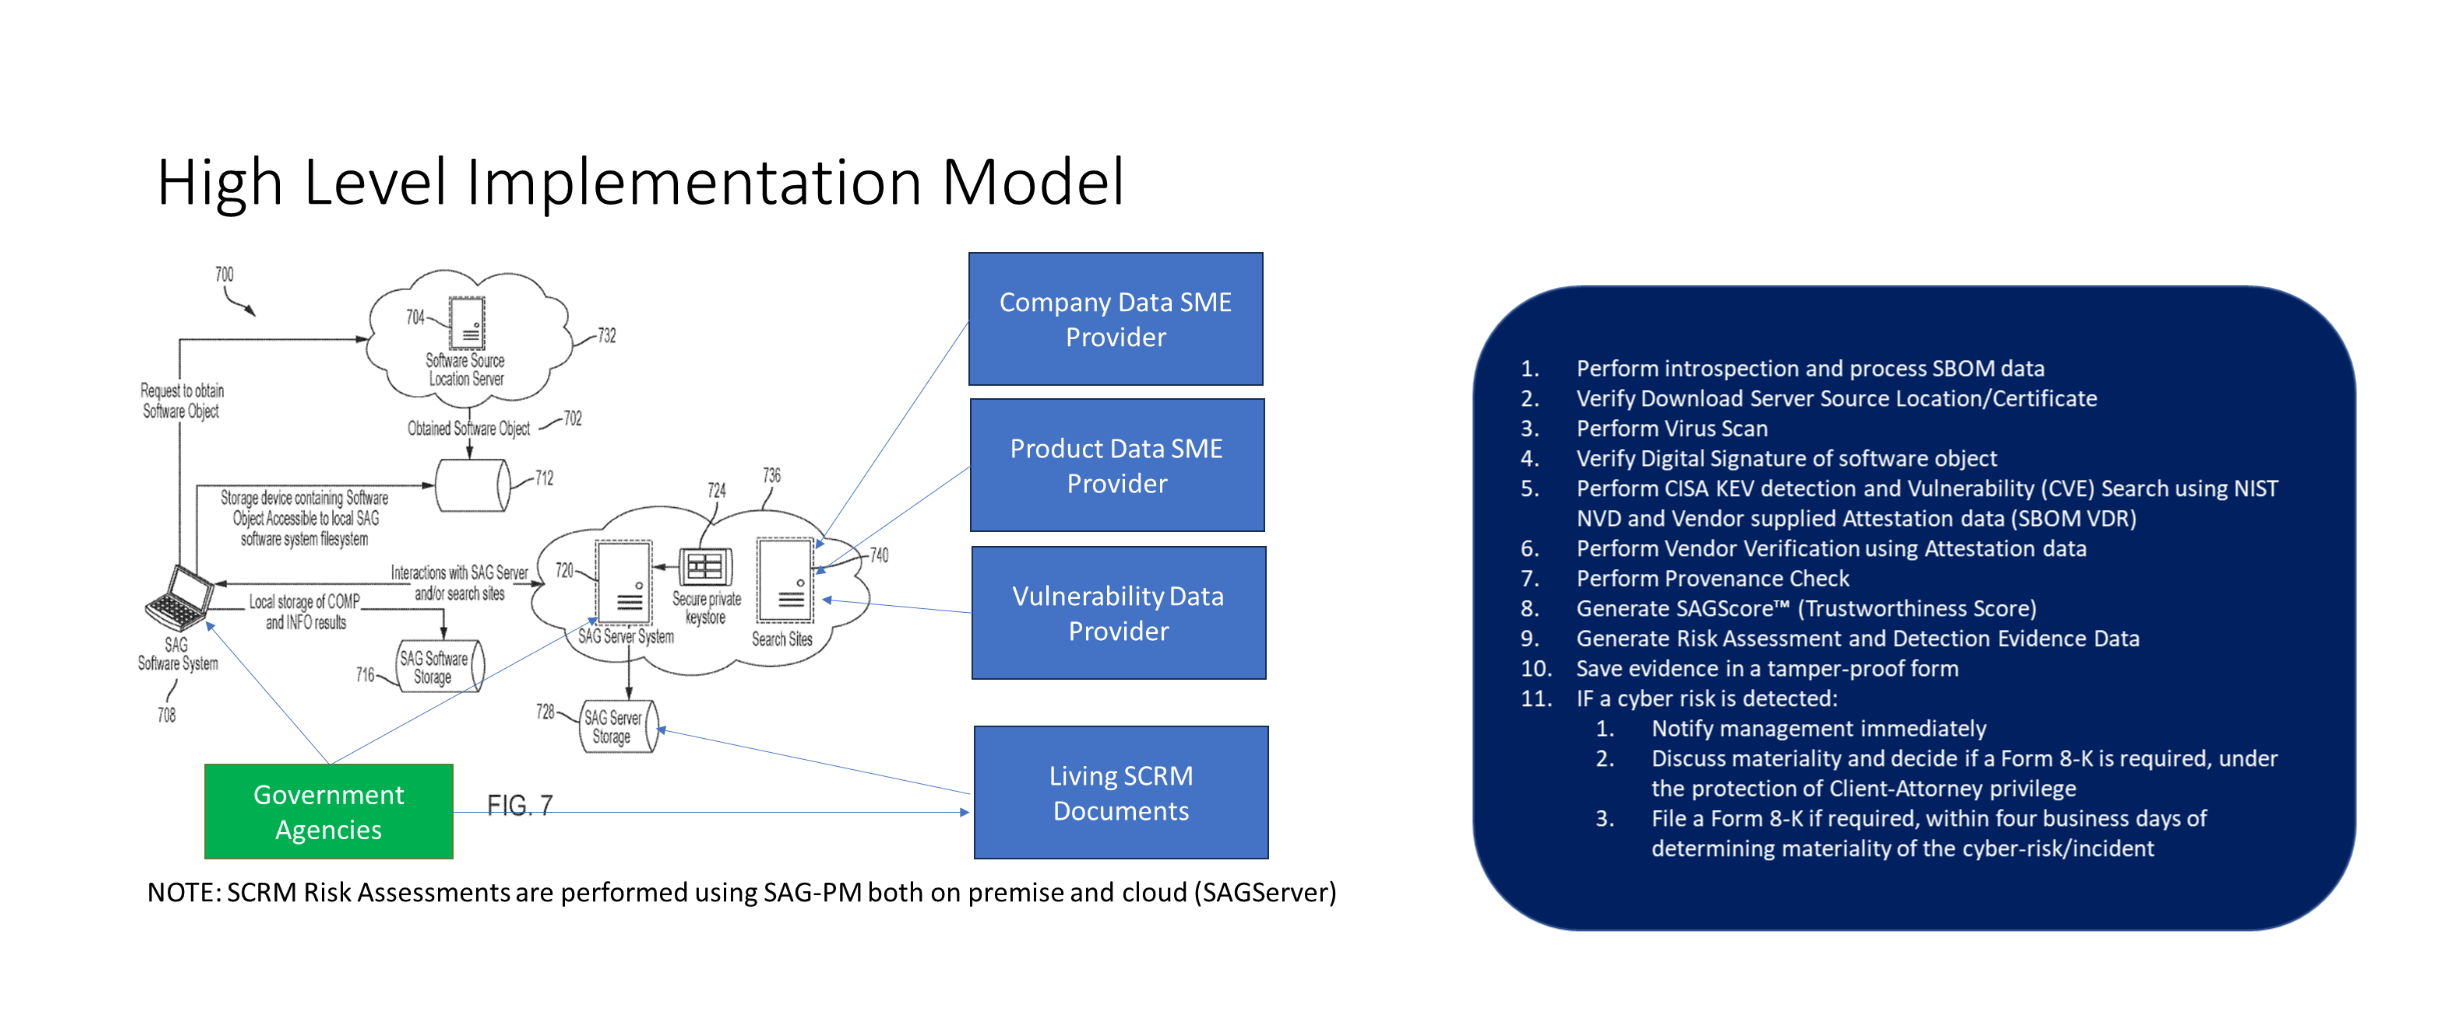 High Level Implementation Model
700
704
732
Software Source
Location Server
Request to obtain
Software Object
Obtained Software Object
702
712
Storage device containing Software
Object Accessible to local SAG
software system filesystem
724
736
740
720
Interactions with SAG Server
and/or search sites
Secure private
keystore
Local storage of COMP
and INFO results
SAG Server System
Search Sites
SAG
Software System
708
SAG Software
Storage
716
728
SAG Server
Storage
Company Data SME
Provider
Product Data SME
Provider
Vulnerability Data
Provider
Living SCRM
Documents
Government
Agencies
FIG. 7
NOTE: SCRM Risk Assessments are performed using SAG-PM both on premise and cloud (SAGServer)
1. Perform introspection and process SBOM data
2. Verify Download Server Source Location/Certificate
3. Perform Virus Scan
4. Verify Digital Signature of software object
5. Perform CISA KEV detection and Vulnerability (CVE) Search using NIST
NVD and Vendor supplied Attestation data (SBOM VDR)
6. Perform Vendor Verification using Attestation data
7. Perform Provenance Check
8. Generate SAGScore™ (Trustworthiness Score)
9. Generate Risk Assessment and Detection Evidence Data
10. Save evidence in a tamper-proof form
11. IF a cyber risk is detected:
1. Notify management immediately
2. Discuss materiality and decide if a Form 8-K is required, under
the protection of Client-Attorney privilege
3. File a Form 8-K if required, within four business days of
determining materiality of the cyber-risk/incident